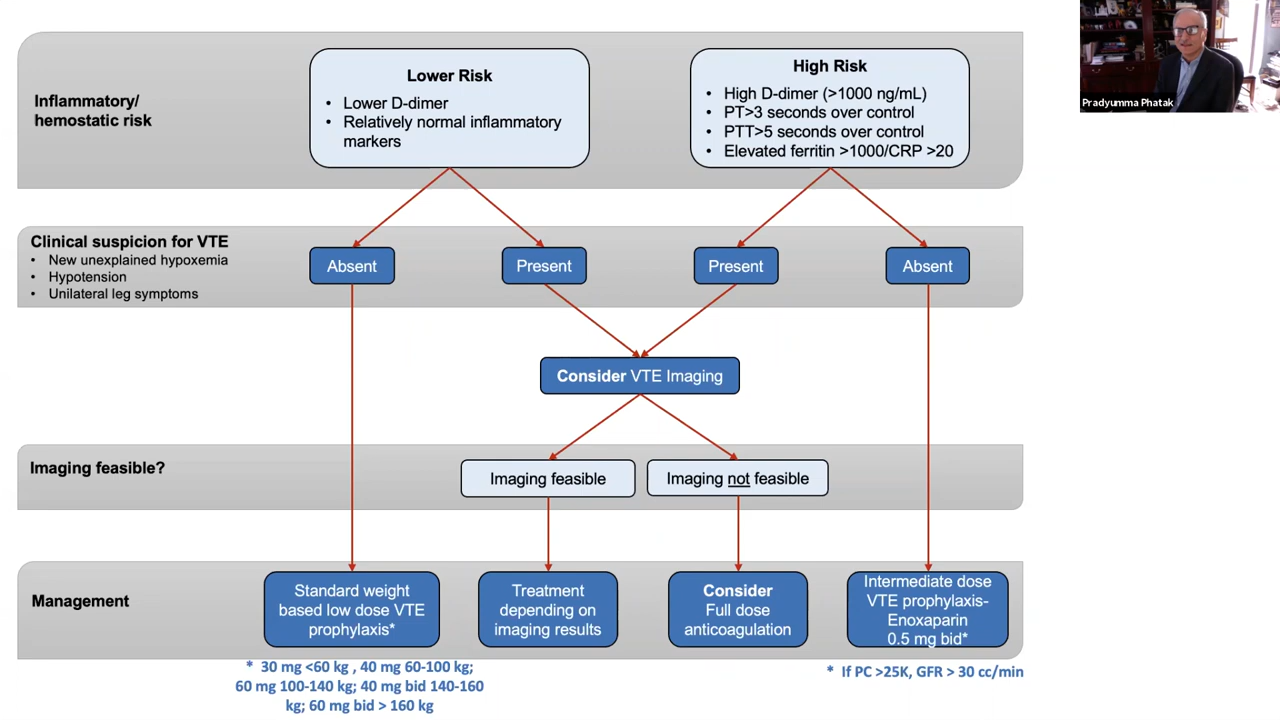 Inflammatory/
hemostatic risk
Lower Risk
• Lower D-dimer
• Relatively normal inflammatory
markers
High Risk
• High D-dimer (>1000 ng/mL)
• PT>3 seconds over control
• PTT>5 seconds over control
• Elevated ferritin >1000/CRP >20
Pradyumma Phatak
Clinical suspicion for VTE
• New unexplained hypoxemia
• Hypotension
• Unilateral leg symptoms
Absent
Present
Present
Absent
Consider VTE Imaging
Imaging feasible?
Imaging feasible
Imaging not feasible
Management
Standard weight
based low dose VTE
prophylaxis*
Treatment
depending on
imaging results
Consider
Full dose
anticoagulation
Intermediate dose
VTE prophylaxis-
Enoxaparin
0.5 mg bid*
* 30 mg <60 kg , 40 mg 60-100 kg;
60 mg 100-140 kg; 40 mg bid 140-160
kg; 60 mg bid > 160 kg
* If PC >25K, GFR > 30 cc/min